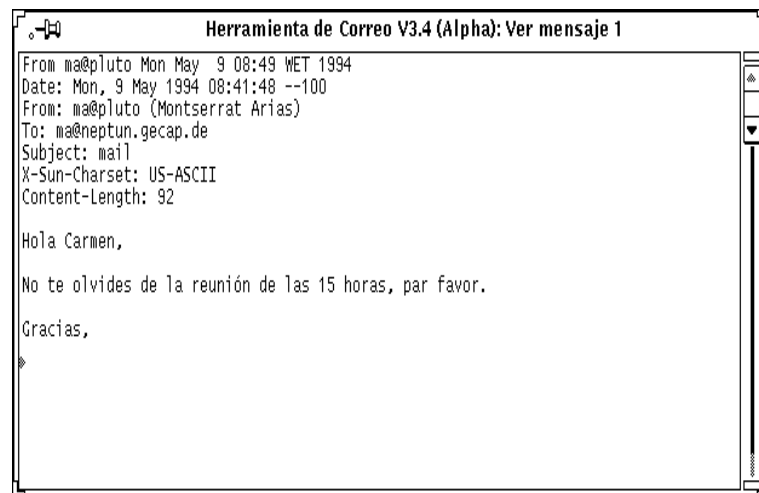 Herramienta de Correo V3.4 (Alpha): Ver mensaje 1
From ma@pluto Mon May  9 08:49 WET 1994
Date: Mon, 9 May 1994 08:41:48 --100
From: ma@pluto (Montserrat Arias)
To: ma@neptun.gecap.de
Subject: mail
X-Sun-Charset: US-ASCII
Content-Length: 92
Hola Carmen,
No te olvides de la reunión de las 15 horas, par favor.
Gracias,